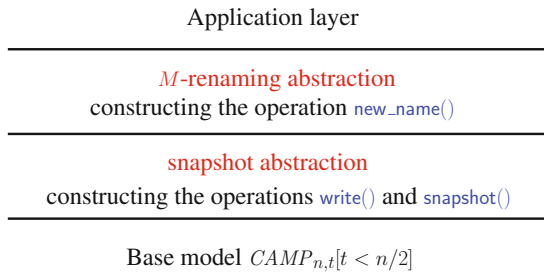 Application layer
M-renaming abstraction
constructing the operation new_name()
snapshot abstraction
constructing the operations write() and snapshot()
Base model CAMPn,t[t < n/2]